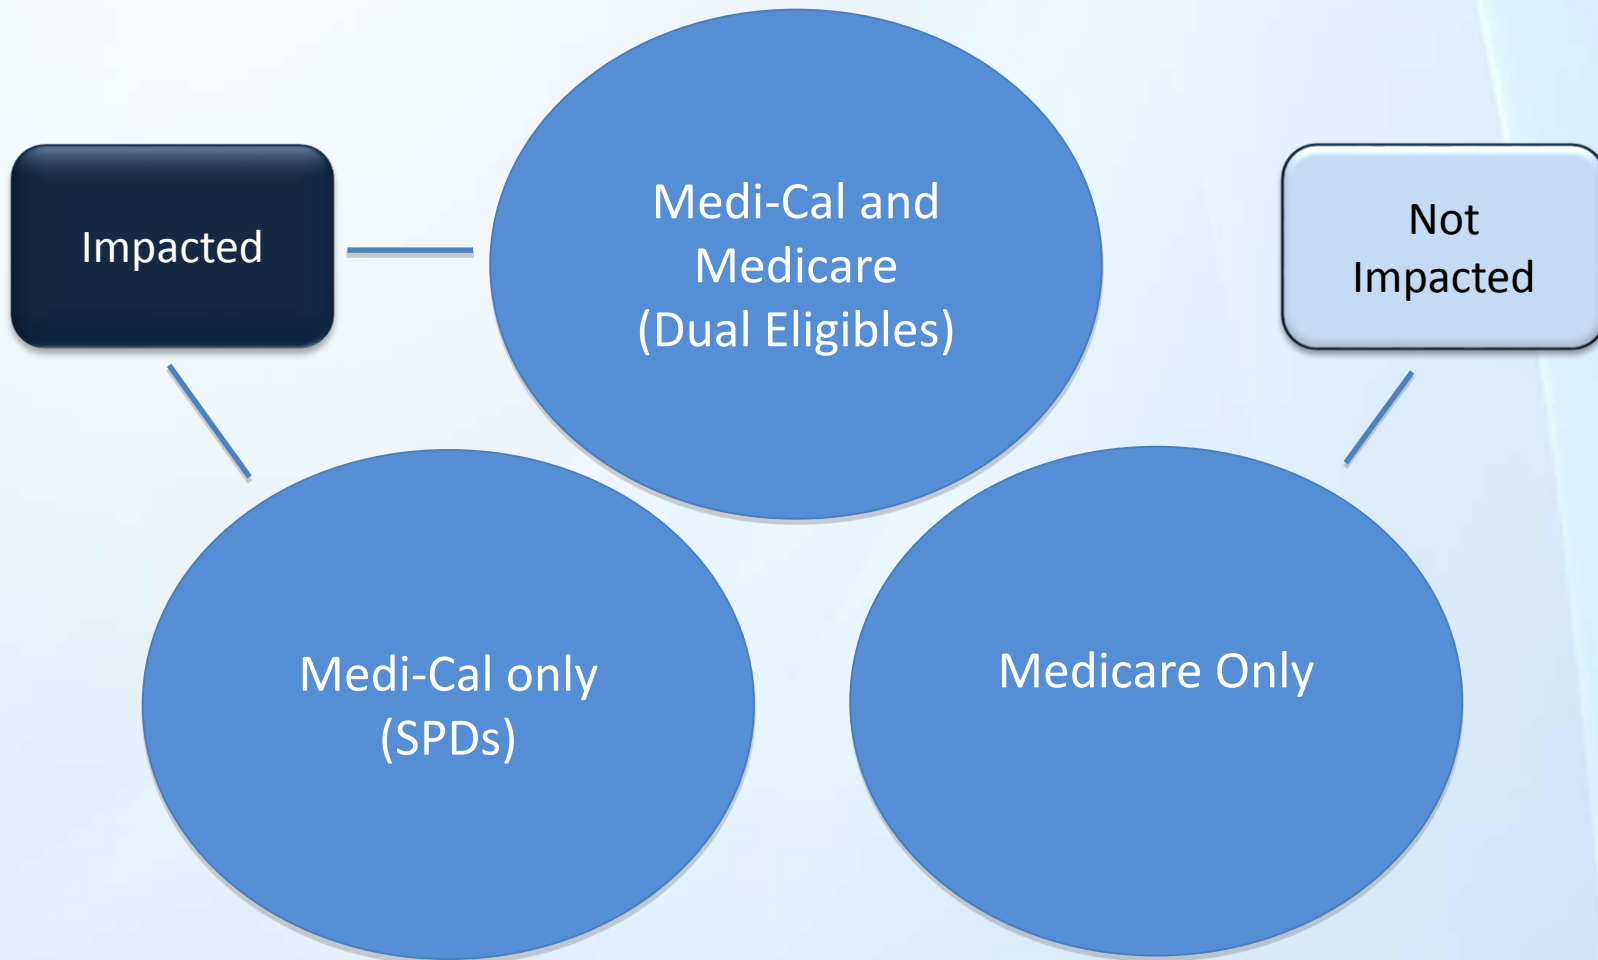 Impacted
Medi-Cal and
Medicare
(Dual Eligibles)
Not
Impacted
Medi-Cal only
(SPDs)
Medicare Only